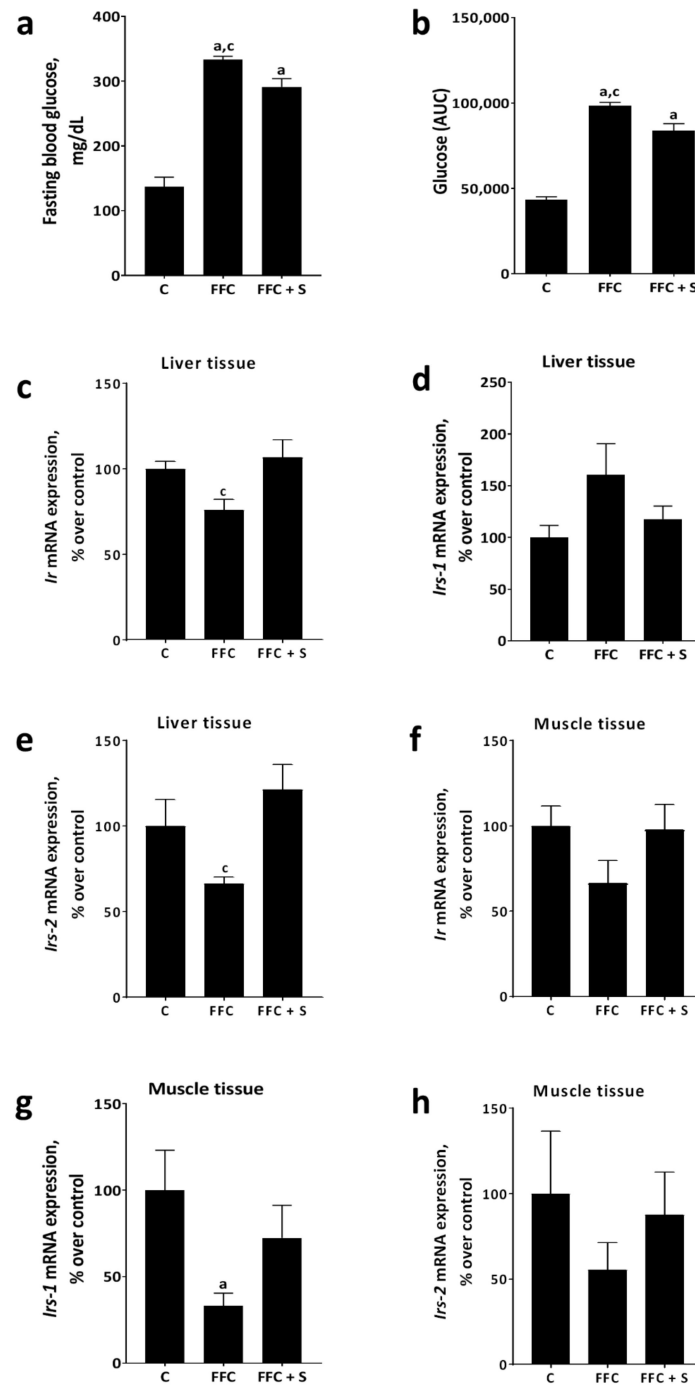 a
Fasting blood glucose,
mg/dL
400
300
200
100
0
a,c
a
C FFC FFC + S
b
Glucose (AUC)
150,000
100,000
50,000
0
a,c
a
C FFC FFC + S
c
Liver tissue
Ir mRNA expression,
% over control
150
100
50
0
c
C FFC FFC + S
d
Liver tissue
Irs-1 mRNA expression,
% over control
250
200
150
100
50
0
C FFC FFC + S
e
Liver tissue
Irs-2 mRNA expression,
% over control
150
100
50
0
c
C FFC FFC + S
f
Muscle tissue
Ir mRNA expression,
% over control
150
100
50
0
C FFC FFC + S
g
Muscle tissue
Irs-1 mRNA expression,
% over control
150
100
50
0
a
C FFC FFC + S
h
Muscle tissue
Irs-2 mRNA expression,
% over control
150
100
50
0
C FFC FFC + S